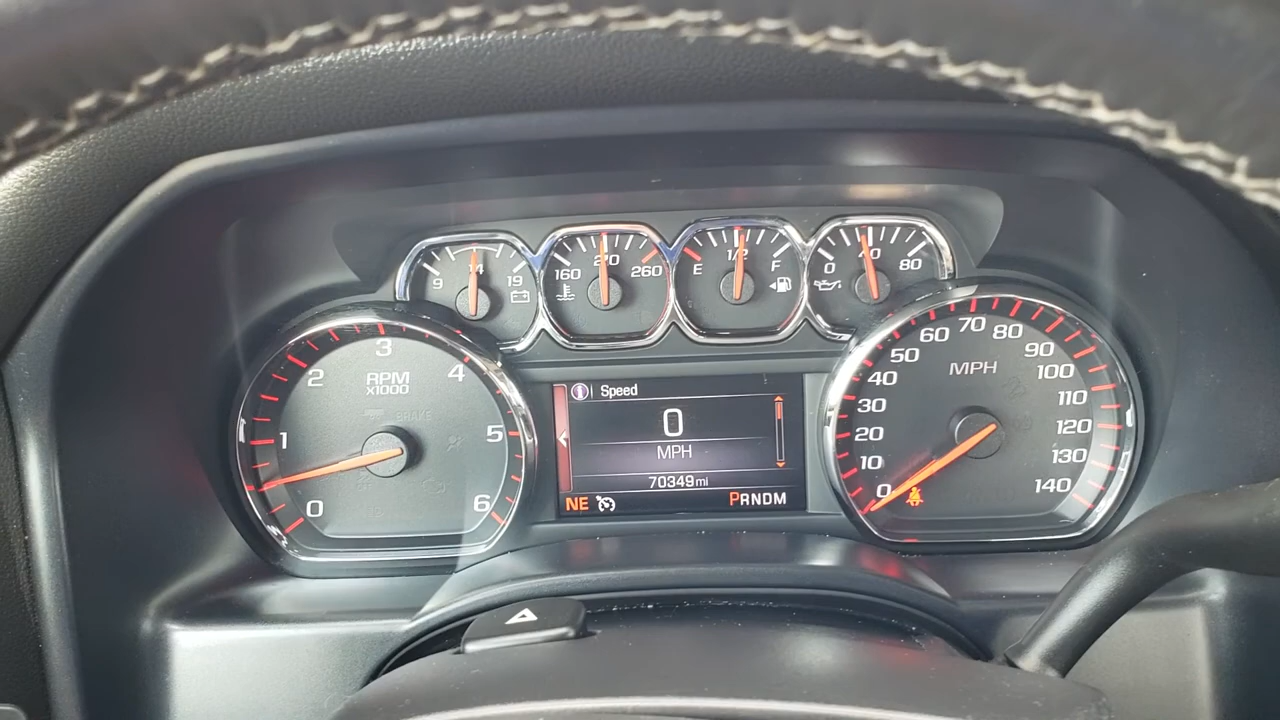 9 14 19
160 210 260
E 1/2 F
0 40 80
RPM
x1000
0 1 2 3 4 5 6
BRAKE
Speed
0
MPH
70349 mi
NE
PRNDM
MPH
0 10 20 30 40 50 60 70 80 90 100 110 120 130 140